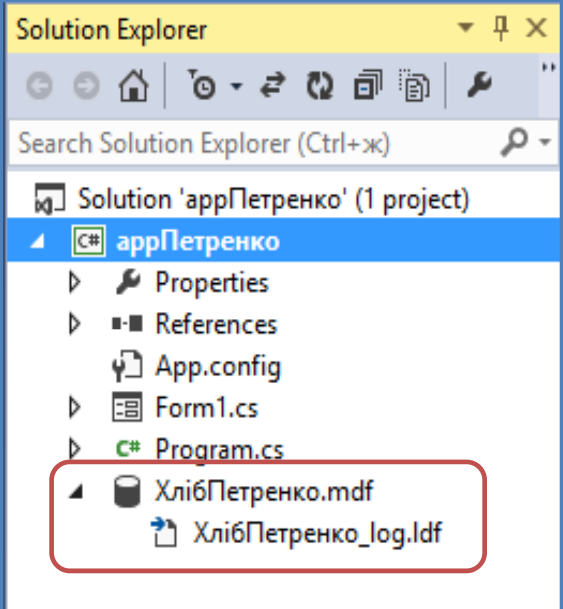 Solution Explorer
Search Solution Explorer (Ctrl+ж)
Solution 'appПетренко' (1 project)
C# appПетренко
Properties
References
App.config
Form1.cs
C# Program.cs
ХлібПетренко.mdf
ХлібПетренко_log.ldf